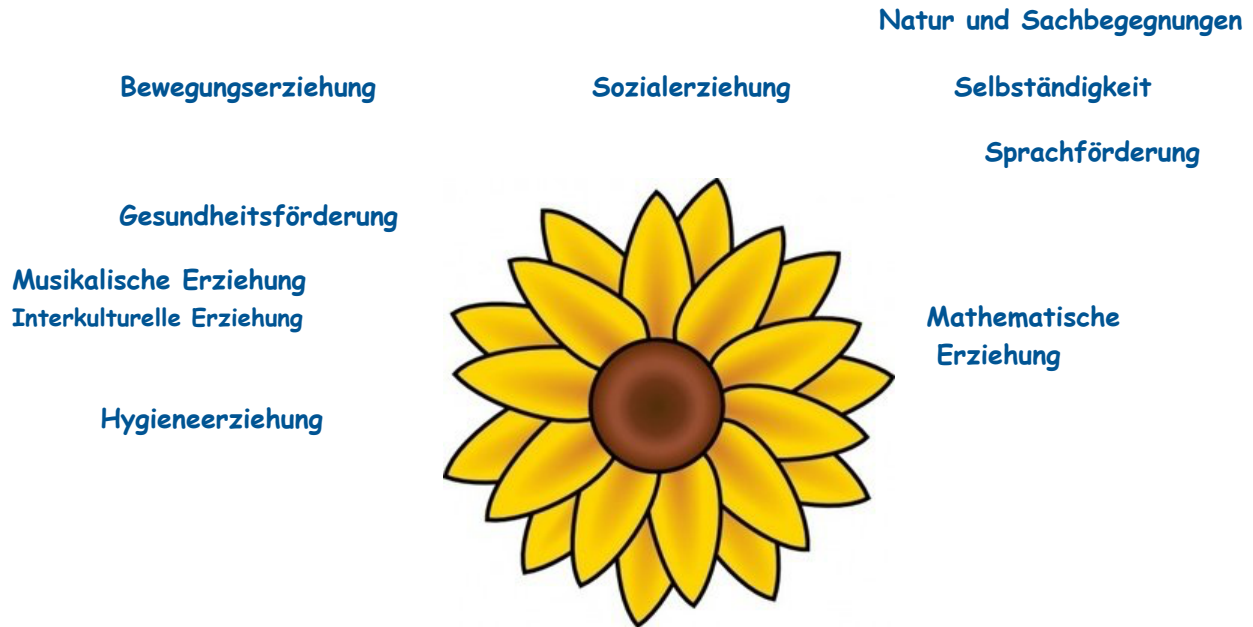 Natur und Sachbegegnungen
Bewegungserziehung Sozialerziehung Selbständigkeit
Sprachförderung
Gesundheitsförderung
Musikalische Erziehung
Interkulturelle Erziehung
Mathematische
Erziehung
Hygieneerziehung